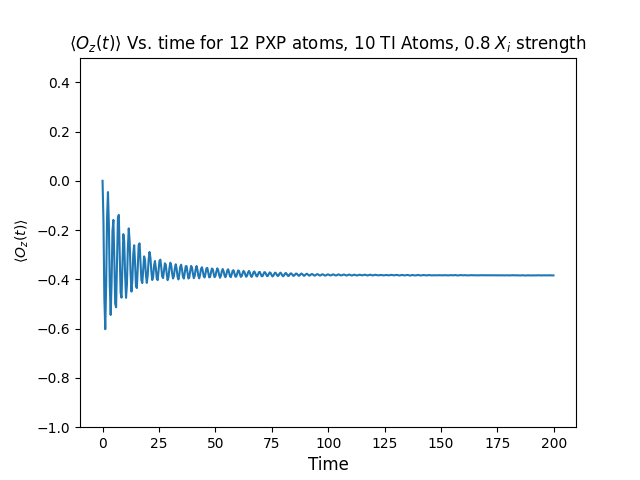 ⟨O_z(t)⟩ Vs. time for 12 PXP atoms, 10 TI Atoms, 0.8 X_i strength
0.4
0.2
0.0
−0.2
⟨O_z(t)⟩
−0.4
−0.6
−0.8
−1.0
0 25 50 75 100 125 150 175 200
Time